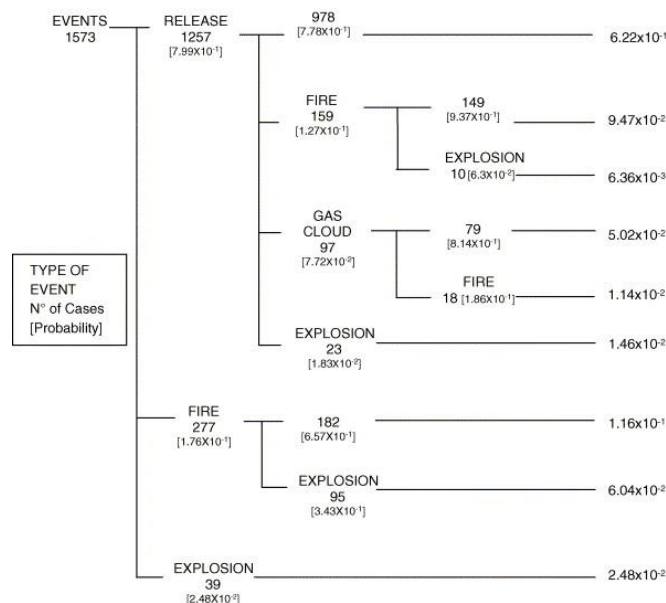 EVENTS
1573
RELEASE
1257
[7.99X10⁻¹]
978
[7.78X10⁻¹]
6.22x10⁻¹
FIRE
159
[1.27X10⁻¹]
149
[9.37X10⁻¹]
9.47x10⁻²
EXPLOSION
10 [6.3X10⁻²]
6.36x10⁻³
GAS
CLOUD
97
[7.72X10⁻²]
79
[8.14X10⁻¹]
5.02x10⁻²
FIRE
18 [1.86X10⁻¹]
1.14x10⁻²
EXPLOSION
23
[1.83X10⁻²]
1.46x10⁻²
TYPE OF
EVENT
N° of Cases
[Probability]
FIRE
277
[1.76X10⁻¹]
182
[6.57X10⁻¹]
1.16x10⁻¹
EXPLOSION
95
[3.43X10⁻¹]
6.04x10⁻²
EXPLOSION
39
[2.48X10⁻²]
2.48x10⁻²